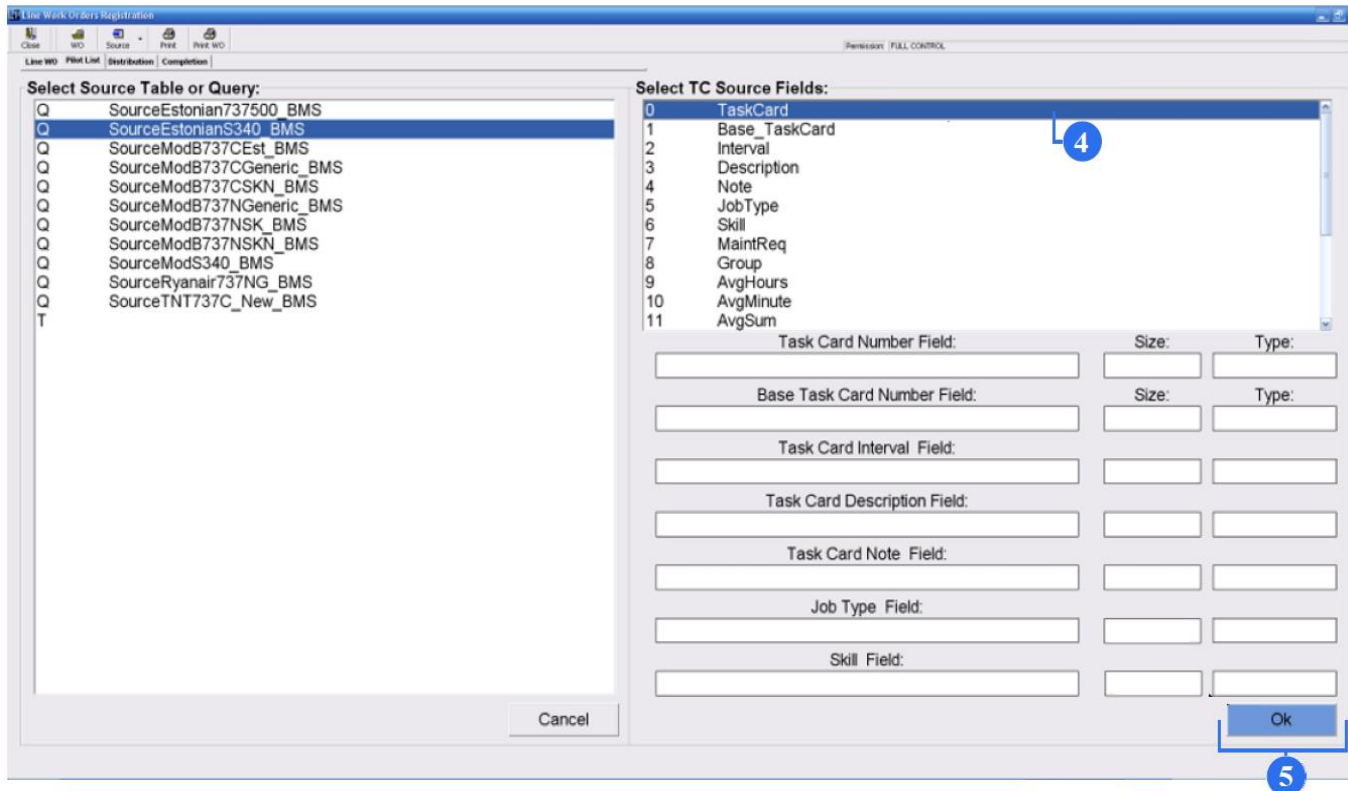 Line Work Orders Registration
Close WO Source Print Print WO
Permission: FULL CONTROL
Line WO Pilot List Distribution Completion
Select Source Table or Query:
Q SourceEstonian737500_BMS
Q SourceEstonianS340_BMS
Q SourceModB737CEst_BMS
Q SourceModB737CGeneric_BMS
Q SourceModB737CSKN_BMS
Q SourceModB737NGeneric_BMS
Q SourceModB737NSK_BMS
Q SourceModB737NSKN_BMS
Q SourceModS340_BMS
Q SourceRyanair737NG_BMS
Q SourceTNT737C_New_BMS
T
Cancel
Select TC Source Fields:
0 TaskCard
1 Base_TaskCard
2 Interval
3 Description
4 Note
5 JobType
6 Skill
7 MaintReq
8 Group
9 AvgHours
10 AvgMinute
11 AvgSum
4
Task Card Number Field: Size: Type:
Base Task Card Number Field: Size: Type:
Task Card Interval Field:
Task Card Description Field:
Task Card Note Field:
Job Type Field:
Skill Field:
Ok
5